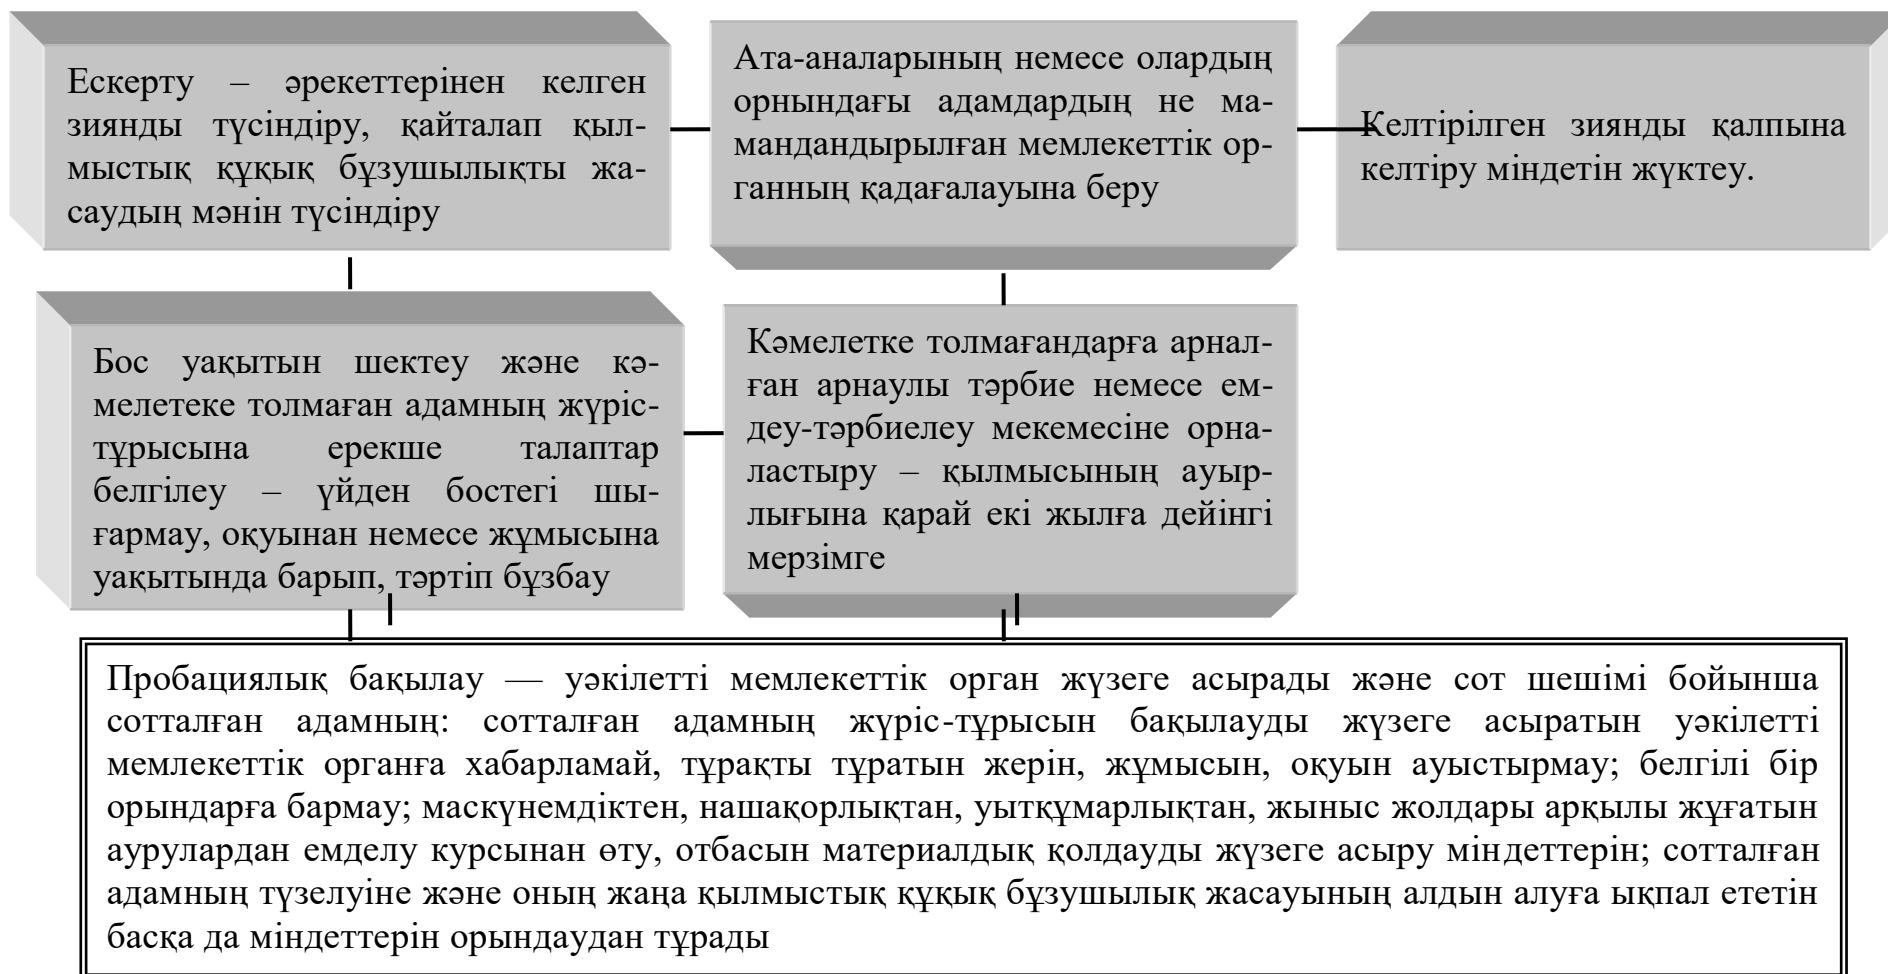 Ескерту – әрекеттерінен келген
зиянды түсіндіру, қайталап қыл-
мыстық құқық бұзушылықты жа-
саудың мәнін түсіндіру
Ата-аналарының немесе олардың
орнындағы адамдардың не ма-
мандандырылған мемлекеттік ор-
ганның қадағалауына беру
Келтірілген зиянды қалпына
келтіру міндетін жүктеу.
Бос уақытын шектеу және кә-
мелетеке толмаған адамның жүріс-
тұрысына ерекше талаптар
белгілеу – үйден бостегі шы-
ғармау, оқуынан немесе жұмысына
уақытында барып, тәртіп бұзбау
Кәмелетке толмағандарға арнал-
ған арнаулы тәрбие немесе ем-
деу-тәрбиелеу мекемесіне орна-
ластыру – қылмысының ауыр-
лығына қарай екі жылға дейінгі
мерзімге
Пробациялық бақылау — уәкілетті мемлекеттік орган жүзеге асырады және сот шешімі бойынша
сотталған адамның: сотталған адамның жүріс-тұрысын бақылауды жүзеге асыратын уәкілетті
мемлекеттік органға хабарламай, тұрақты тұратын жерін, жұмысын, оқуын ауыстырмау; белгілі бір
орындарға бармау; маскүнемдіктен, нашақорлықтан, уытқұмарлықтан, жыныс жолдары арқылы жұғатын
аурулардан емделу курсынан өту, отбасын материалдық қолдауды жүзеге асыру міндеттерін; сотталған
адамның түзелуіне және оның жаңа қылмыстық құқық бұзушылық жасауының алдын алуға ықпал ететін
басқа да міндеттерін орындаудан тұрады